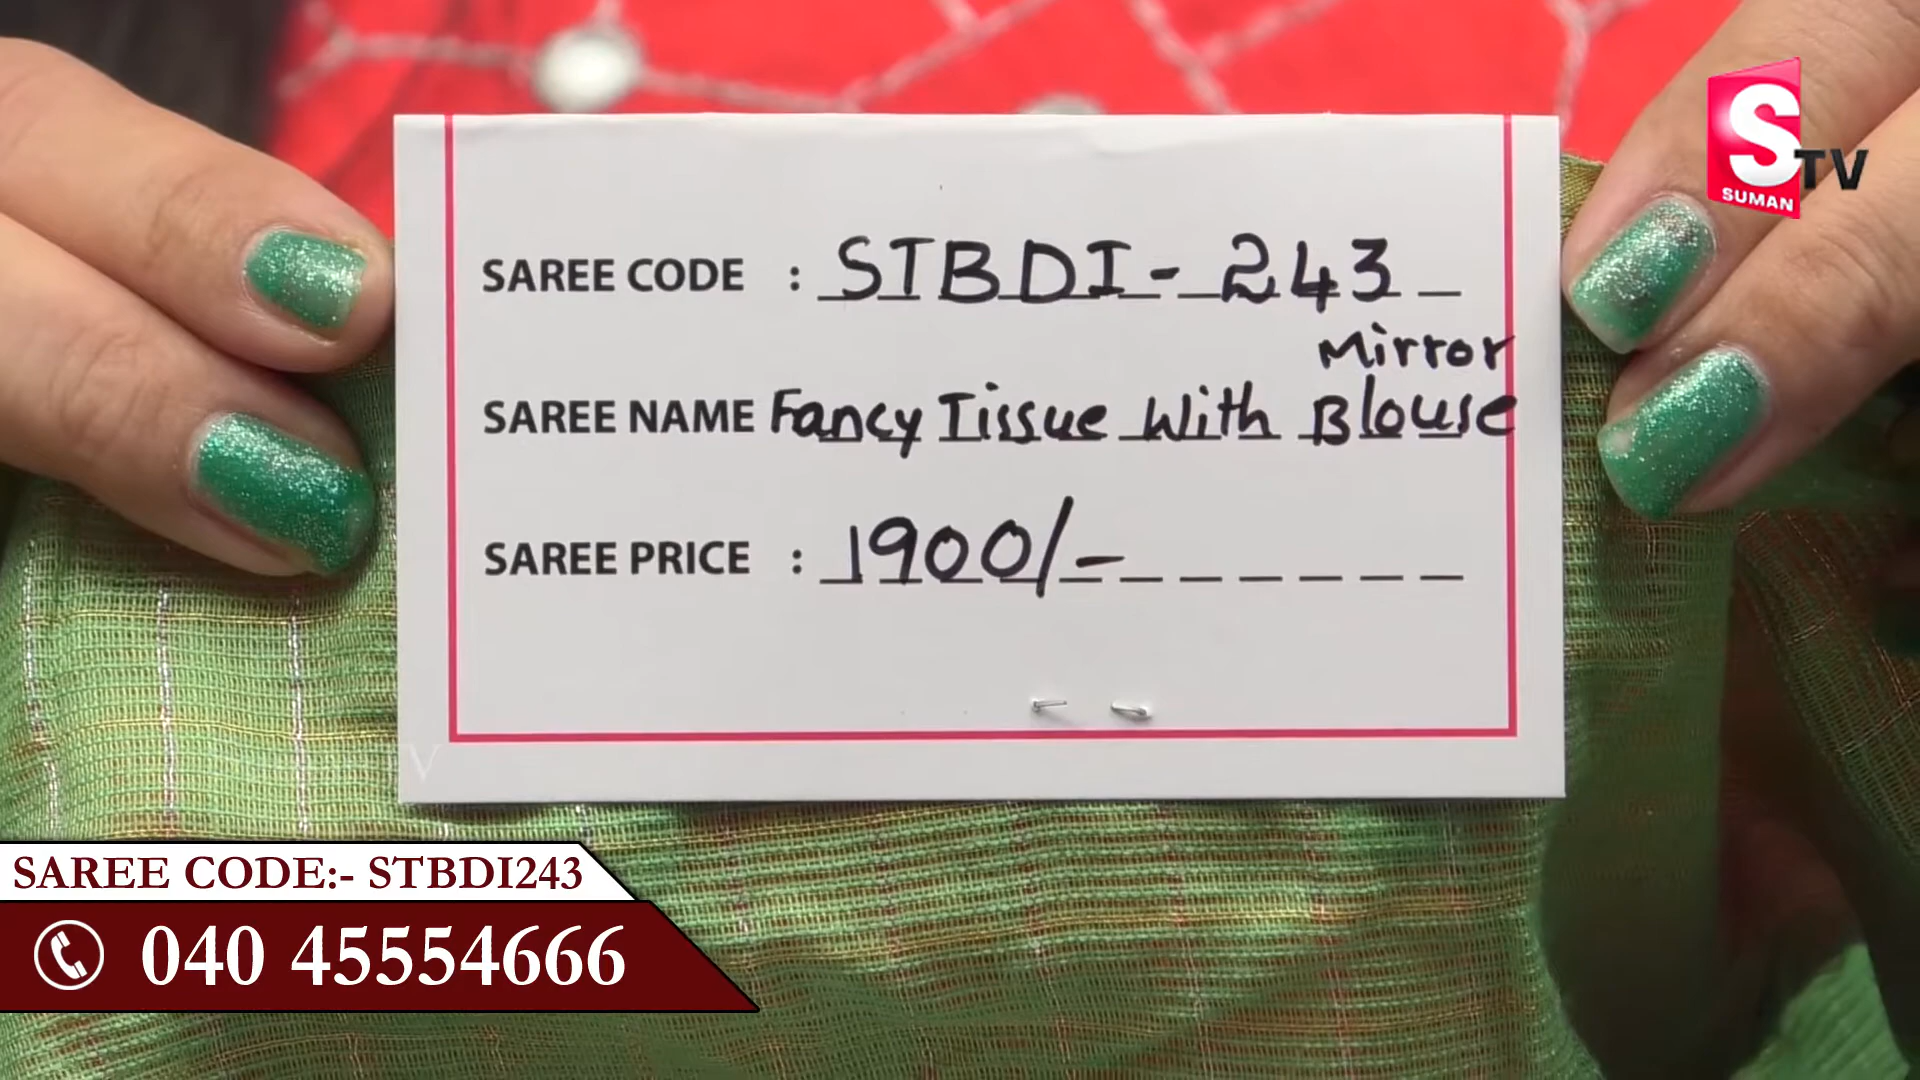 S
TV
SUMAN
SAREE CODE : STBDI - 243
Mirror
SAREE NAME Fancy Tissue With Blouse
SAREE PRICE : 1900/-
V
SAREE CODE:- STBDI243
040 45554666